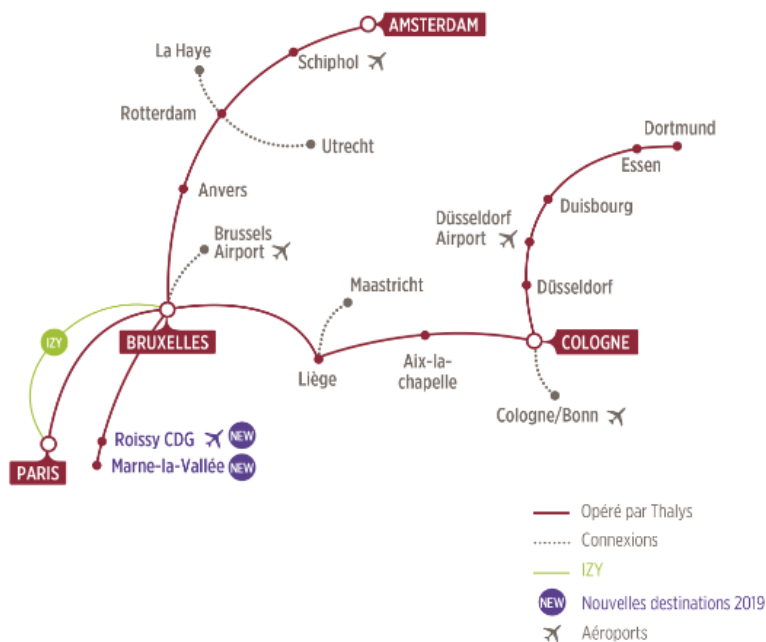 AMSTERDAM
La Haye
Schiphol
Rotterdam
Utrecht
Dortmund
Essen
Anvers
Duisbourg
Düsseldorf
Airport
Brussels
Airport
Maastricht
Düsseldorf
IZY
BRUXELLES
COLOGNE
Liège
Aix-la-
chapelle
Cologne/Bonn
Roissy CDG NEW
Marne-la-Vallée NEW
PARIS
Opéré par Thalys
Connexions
IZY
NEW Nouvelles destinations 2019
Aéroports